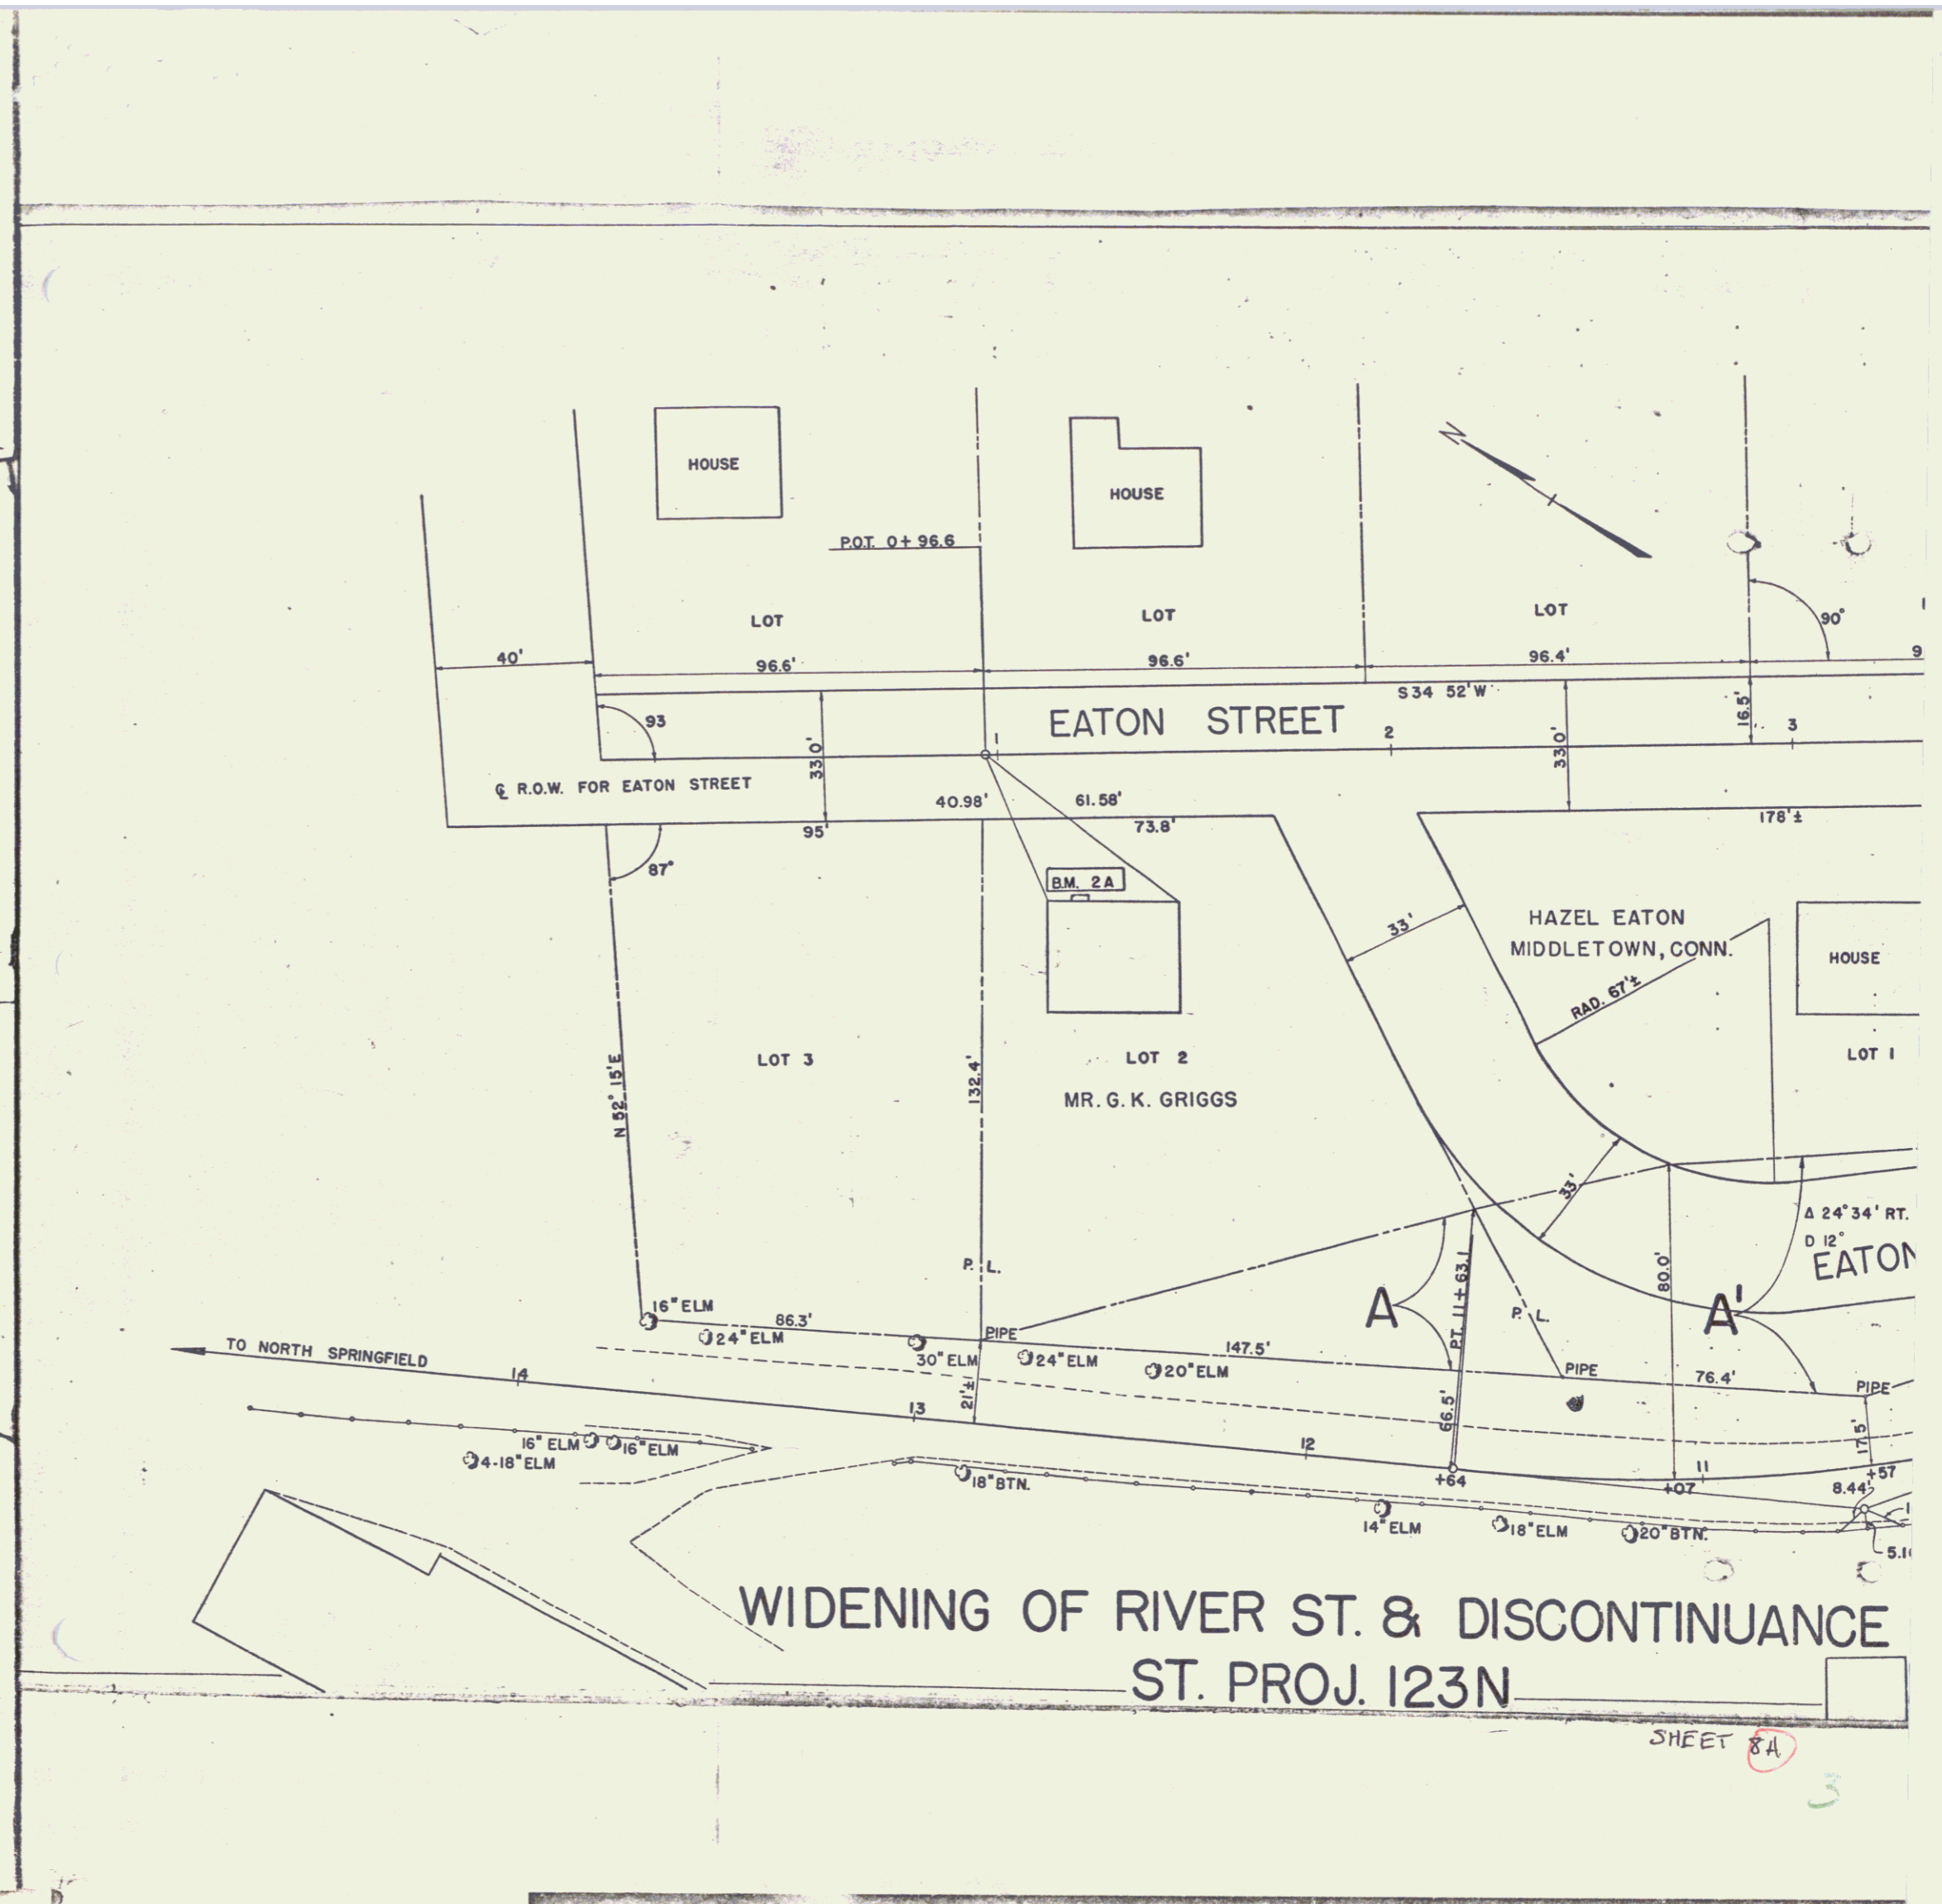 HOUSE
HOUSE
P.O.T. 0+96.6
LOT
LOT
LOT
90°
40'
96.6'
96.6'
96.4'
9
S34 52'W
93
33.0'
EATON STREET
1
2
33.0'
16.5'
3
℄ R.O.W. FOR EATON STREET
40.98'
61.58'
95'
73.8'
178'±
87°
B.M. 2A
33'
HAZEL EATON
MIDDLETOWN, CONN.
HOUSE
RAD. 67'±
LOT 3
LOT 2
LOT 1
N 52° 15'E
132.4'
MR. G. K. GRIGGS
33'
Δ 24°34' RT.
D 12°
EATON
P. L.
80.0'
P.T. 11+63.1
A
A'
P. L.
16" ELM
86.3'
24" ELM
PIPE
30" ELM
24" ELM
147.5'
20" ELM
PIPE
76.4'
PIPE
TO NORTH SPRINGFIELD
14
13
21'±
12
66.5'
11
17.5'
+64
+07
+57
8.44'
16" ELM
16" ELM
4-18" ELM
18" BTN.
14" ELM
18" ELM
20" BTN.
5.1
WIDENING OF RIVER ST. & DISCONTINUANCE
ST. PROJ. 123N
SHEET 8A
3
N